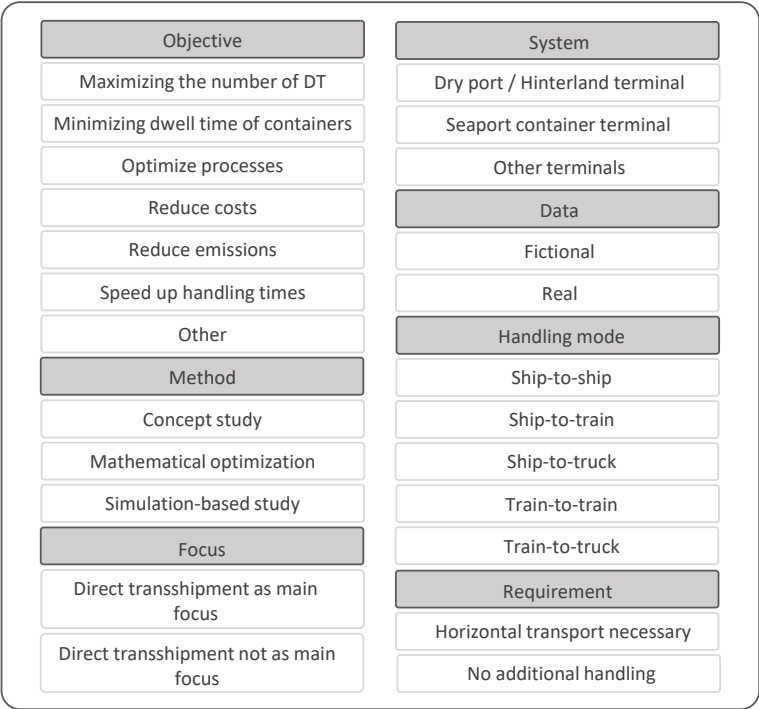 Objective
Maximizing the number of DT
Minimizing dwell time of containers
Optimize processes
Reduce costs
Reduce emissions
Speed up handling times
Other
Method
Concept study
Mathematical optimization
Simulation-based study
Focus
Direct transshipment as main
focus
Direct transshipment not as main
focus
System
Dry port / Hinterland terminal
Seaport container terminal
Other terminals
Data
Fictional
Real
Handling mode
Ship-to-ship
Ship-to-train
Ship-to-truck
Train-to-train
Train-to-truck
Requirement
Horizontal transport necessary
No additional handling